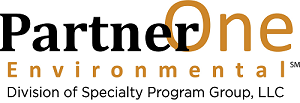 PartnerOne
Environmental℠
Division of Specialty Program Group, LLC